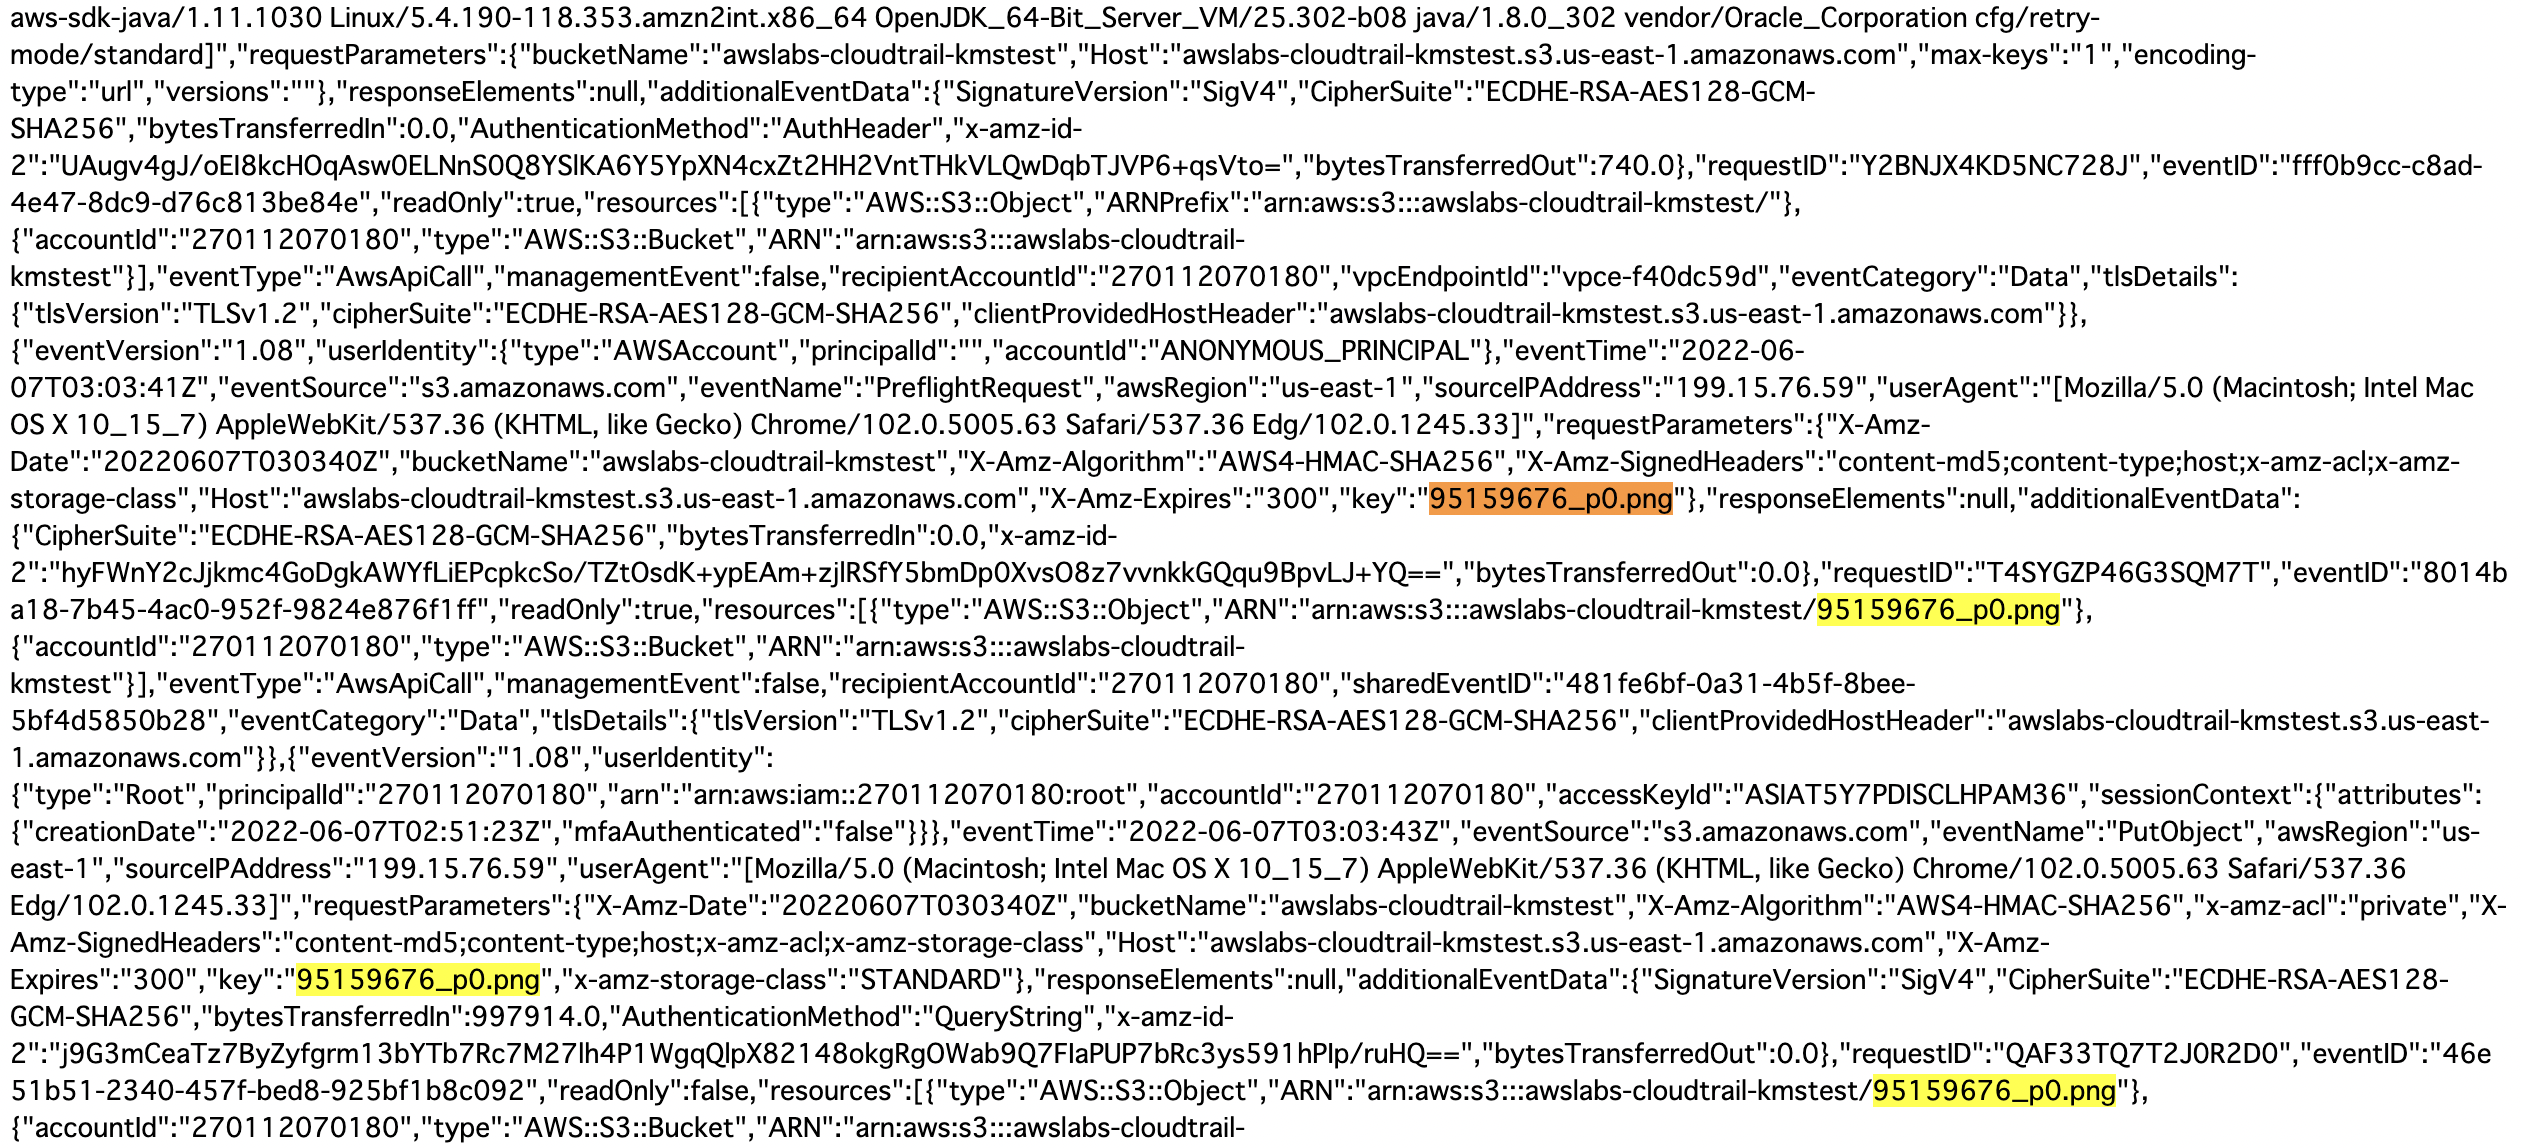 aws-sdk-java/1.11.1030 Linux/5.4.190-118.353.amzn2int.x86_64 OpenJDK_64-Bit_Server_VM/25.302-b08 java/1.8.0_302 vendor/Oracle_Corporation cfg/retry-
mode/standard]","requestParameters":{"bucketName":"awslabs-cloudtrail-kmstest","Host":"awslabs-cloudtrail-kmstest.s3.us-east-1.amazonaws.com","max-keys":"1","encoding-
type":"url","versions":""},"responseElements":null,"additionalEventData":{"SignatureVersion":"SigV4","CipherSuite":"ECDHE-RSA-AES128-GCM-
SHA256","bytesTransferredIn":0.0,"AuthenticationMethod":"AuthHeader","x-amz-id-
2":"UAugv4gJ/oEI8kcHOqAsw0ELNnS0Q8YSlKA6Y5YpXN4cxZt2HH2VntTHkVLQwDqbTJVP6+qsVto=","bytesTransferredOut":740.0},"requestID":"Y2BNJX4KD5NC728J","eventID":"fff0b9cc-c8ad-
4e47-8dc9-d76c813be84e","readOnly":true,"resources":[{"type":"AWS::S3::Object","ARNPrefix":"arn:aws:s3:::awslabs-cloudtrail-kmstest/"},
{"accountId":"270112070180","type":"AWS::S3::Bucket","ARN":"arn:aws:s3:::awslabs-cloudtrail-
kmstest"}],"eventType":"AwsApiCall","managementEvent":false,"recipientAccountId":"270112070180","vpcEndpointId":"vpce-f40dc59d","eventCategory":"Data","tlsDetails":
{"tlsVersion":"TLSv1.2","cipherSuite":"ECDHE-RSA-AES128-GCM-SHA256","clientProvidedHostHeader":"awslabs-cloudtrail-kmstest.s3.us-east-1.amazonaws.com"}},
{"eventVersion":"1.08","userIdentity":{"type":"AWSAccount","principalId":"","accountId":"ANONYMOUS_PRINCIPAL"},"eventTime":"2022-06-
07T03:03:41Z","eventSource":"s3.amazonaws.com","eventName":"PreflightRequest","awsRegion":"us-east-1","sourceIPAddress":"199.15.76.59","userAgent":"[Mozilla/5.0 (Macintosh; Intel Mac
OS X 10_15_7) AppleWebKit/537.36 (KHTML, like Gecko) Chrome/102.0.5005.63 Safari/537.36 Edg/102.0.1245.33]","requestParameters":{"X-Amz-
Date":"20220607T030340Z","bucketName":"awslabs-cloudtrail-kmstest","X-Amz-Algorithm":"AWS4-HMAC-SHA256","X-Amz-SignedHeaders":"content-md5;content-type;host;x-amz-acl;x-amz-
storage-class","Host":"awslabs-cloudtrail-kmstest.s3.us-east-1.amazonaws.com","X-Amz-Expires":"300","key":"95159676_p0.png"},"responseElements":null,"additionalEventData":
{"CipherSuite":"ECDHE-RSA-AES128-GCM-SHA256","bytesTransferredIn":0.0,"x-amz-id-
2":"hyFWnY2cJjkmc4GoDgkAWYfLiEPcpkcSo/TZtOsdK+ypEAm+zjlRSfY5bmDp0XvsO8z7vvnkkGQqu9BpvLJ+YQ==","bytesTransferredOut":0.0},"requestID":"T4SYGZP46G3SQM7T","eventID":"8014b
a18-7b45-4ac0-952f-9824e876f1ff","readOnly":true,"resources":[{"type":"AWS::S3::Object","ARN":"arn:aws:s3:::awslabs-cloudtrail-kmstest/95159676_p0.png"},
{"accountId":"270112070180","type":"AWS::S3::Bucket","ARN":"arn:aws:s3:::awslabs-cloudtrail-
kmstest"}],"eventType":"AwsApiCall","managementEvent":false,"recipientAccountId":"270112070180","sharedEventID":"481fe6bf-0a31-4b5f-8bee-
5bf4d5850b28","eventCategory":"Data","tlsDetails":{"tlsVersion":"TLSv1.2","cipherSuite":"ECDHE-RSA-AES128-GCM-SHA256","clientProvidedHostHeader":"awslabs-cloudtrail-kmstest.s3.us-east-
1.amazonaws.com"}},{"eventVersion":"1.08","userIdentity":
{"type":"Root","principalId":"270112070180","arn":"arn:aws:iam::270112070180:root","accountId":"270112070180","accessKeyId":"ASIAT5Y7PDISCLHPAM36","sessionContext":{"attributes":
{"creationDate":"2022-06-07T02:51:23Z","mfaAuthenticated":"false"}}},"eventTime":"2022-06-07T03:03:43Z","eventSource":"s3.amazonaws.com","eventName":"PutObject","awsRegion":"us-
east-1","sourceIPAddress":"199.15.76.59","userAgent":"[Mozilla/5.0 (Macintosh; Intel Mac OS X 10_15_7) AppleWebKit/537.36 (KHTML, like Gecko) Chrome/102.0.5005.63 Safari/537.36
Edg/102.0.1245.33]","requestParameters":{"X-Amz-Date":"20220607T030340Z","bucketName":"awslabs-cloudtrail-kmstest","X-Amz-Algorithm":"AWS4-HMAC-SHA256","x-amz-acl":"private","X-
Amz-SignedHeaders":"content-md5;content-type;host;x-amz-acl;x-amz-storage-class","Host":"awslabs-cloudtrail-kmstest.s3.us-east-1.amazonaws.com","X-Amz-
Expires":"300","key":"95159676_p0.png","x-amz-storage-class":"STANDARD"},"responseElements":null,"additionalEventData":{"SignatureVersion":"SigV4","CipherSuite":"ECDHE-RSA-AES128-
GCM-SHA256","bytesTransferredIn":997914.0,"AuthenticationMethod":"QueryString","x-amz-id-
2":"j9G3mCeaTz7ByZyfgrm13bYTb7Rc7M27lh4P1WgqQlpX82148okgRgOWab9Q7FIaPUP7bRc3ys591hPIp/ruHQ==","bytesTransferredOut":0.0},"requestID":"QAF33TQ7T2J0R2D0","eventID":"46e
51b51-2340-457f-bed8-925bf1b8c092","readOnly":false,"resources":[{"type":"AWS::S3::Object","ARN":"arn:aws:s3:::awslabs-cloudtrail-kmstest/95159676_p0.png"},
{"accountId":"270112070180","type":"AWS::S3::Bucket","ARN":"arn:aws:s3:::awslabs-cloudtrail-